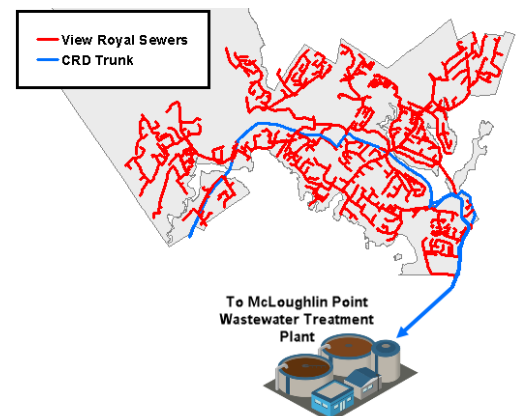 View Royal Sewers
CRD Trunk
To McLoughlin Point
Wastewater Treatment
Plant